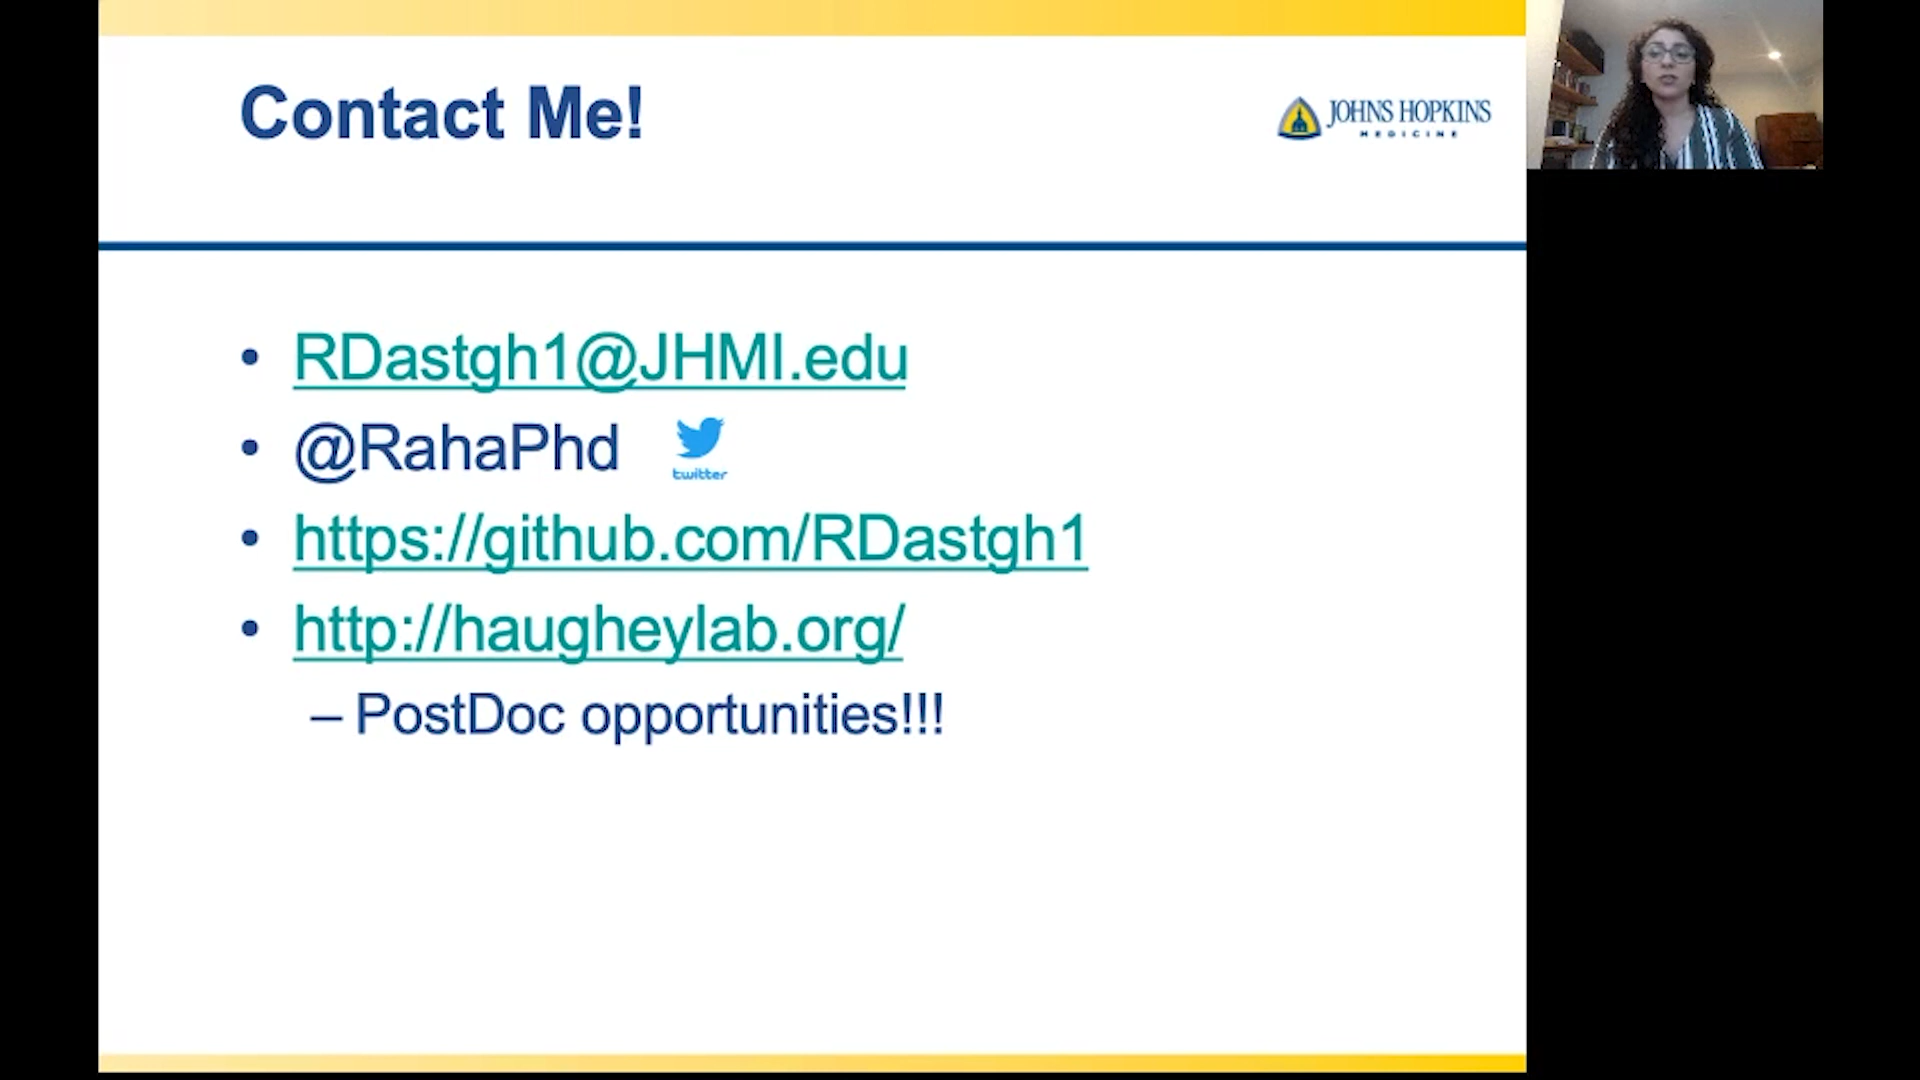 Contact Me!
JOHNS HOPKINS
MEDICINE
• RDastgh1@JHMI.edu
• @RahaPhd
twitter
• https://github.com/RDastgh1
• http://haugheylab.org/
– PostDoc opportunities!!!